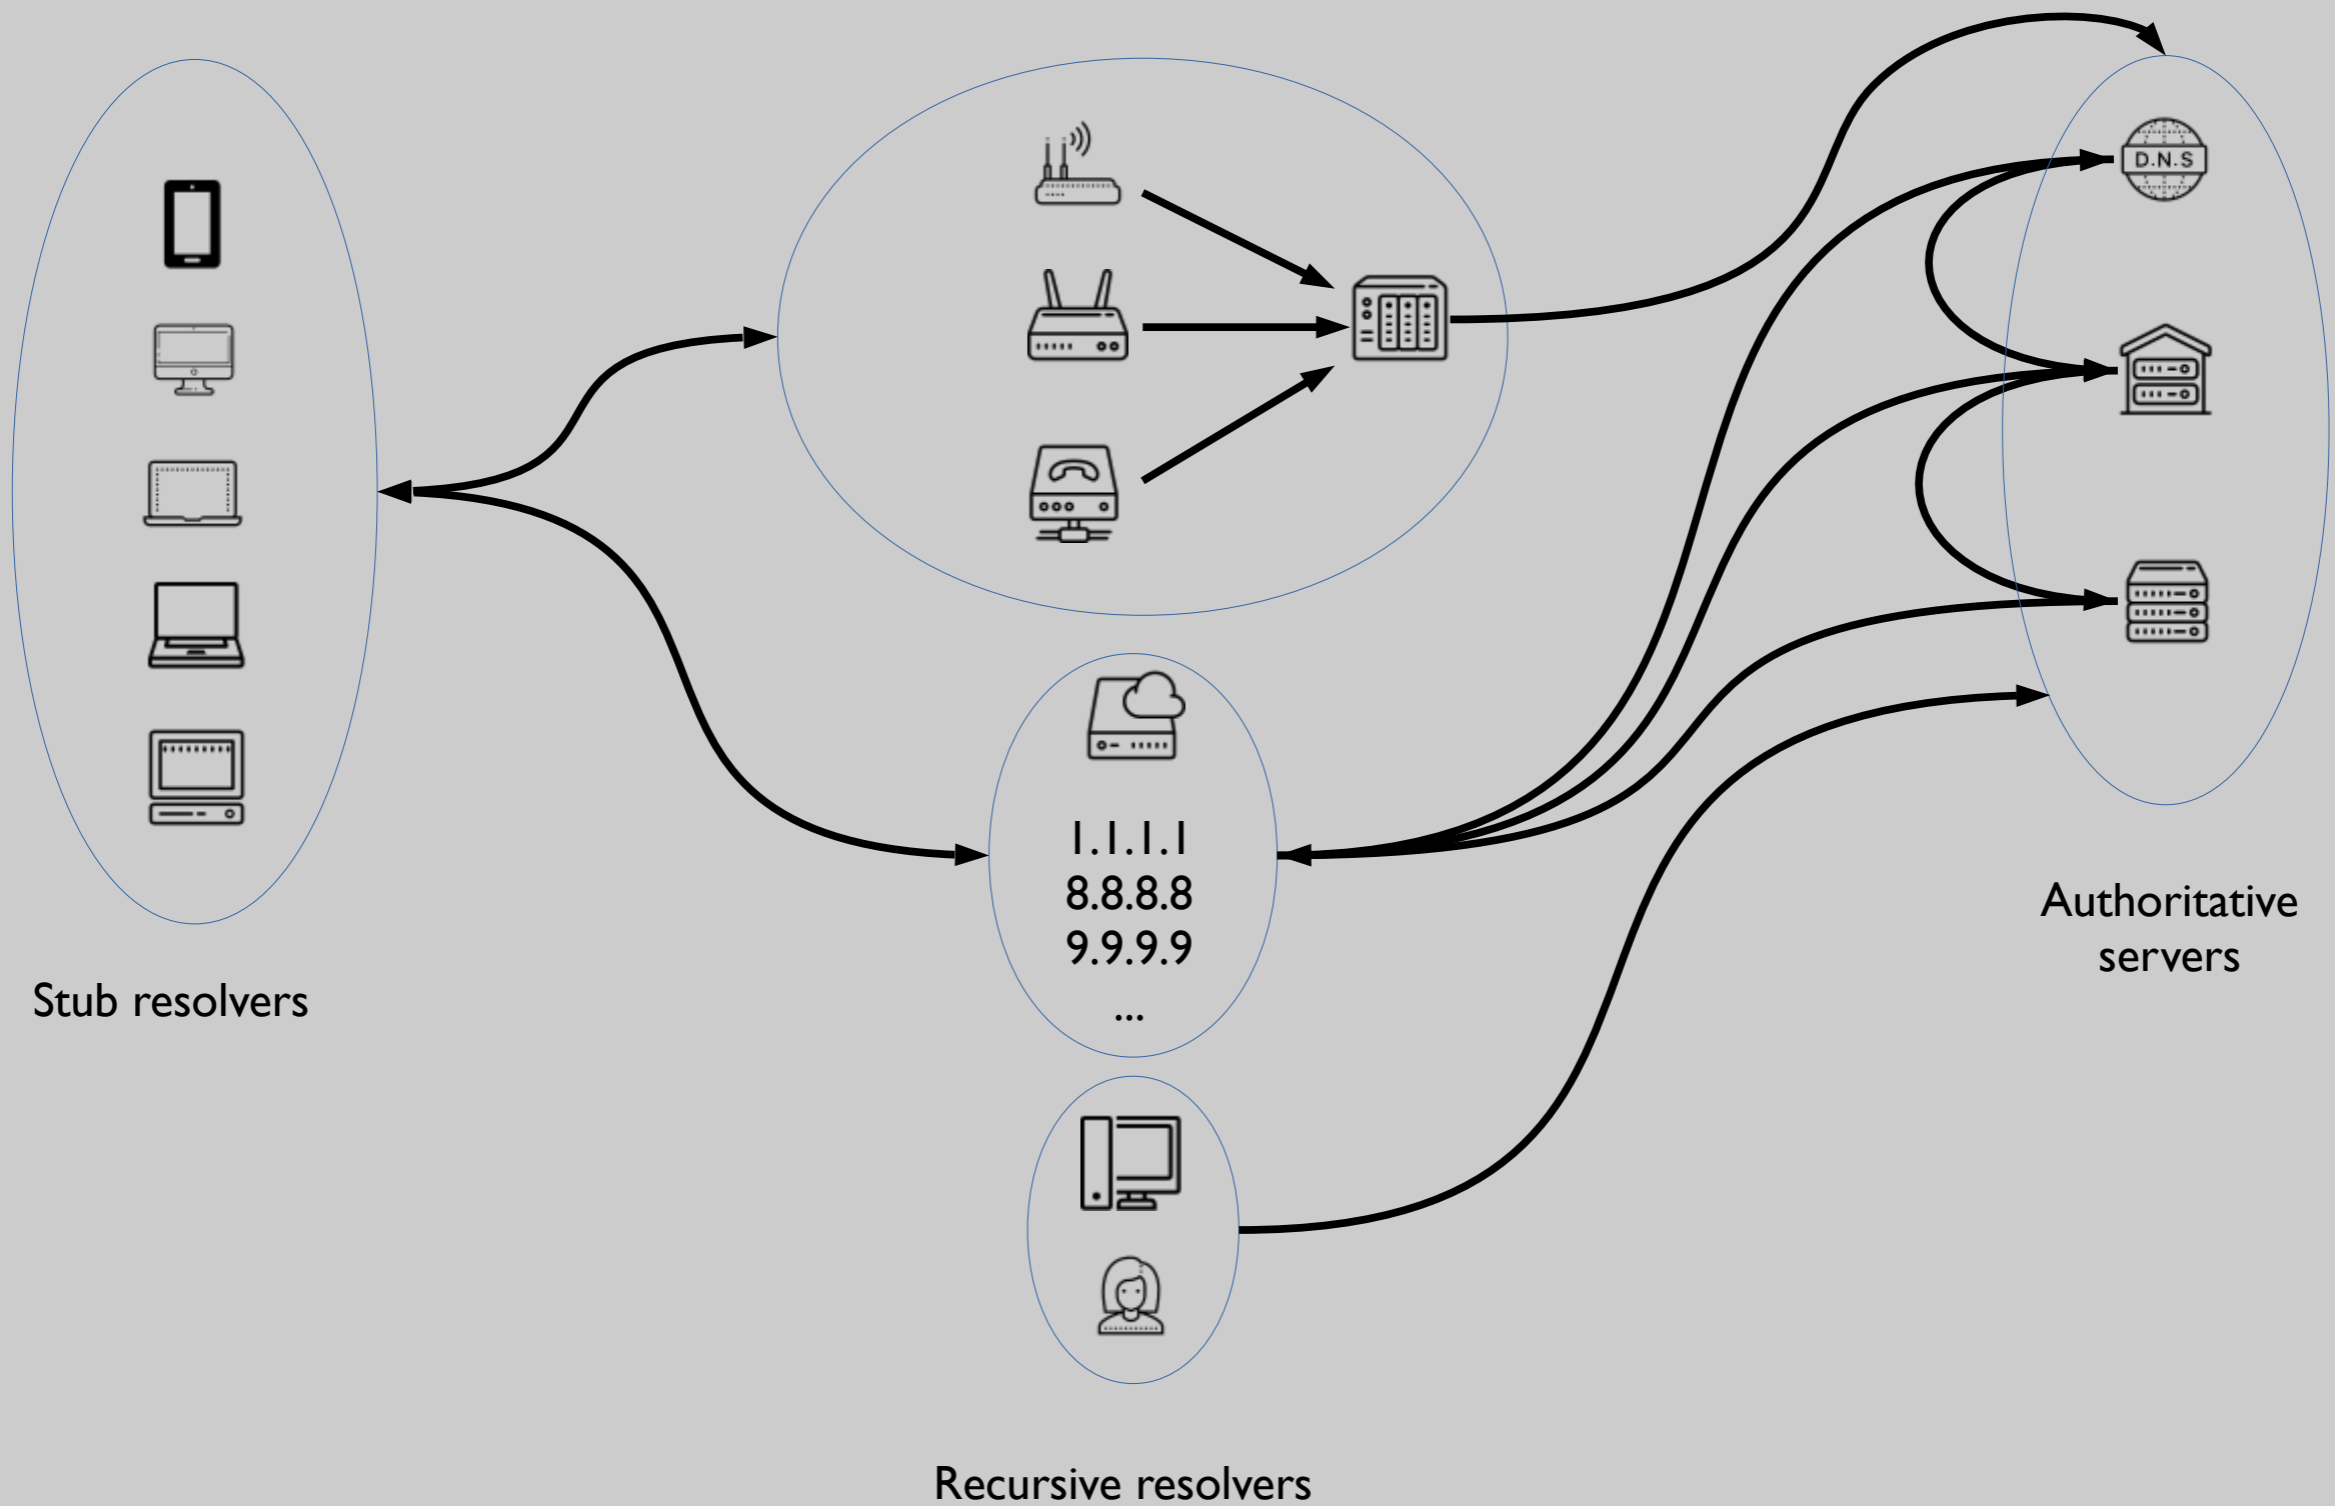 D.N.S
1.1.1.1
8.8.8.8
9.9.9.9
...
Stub resolvers
Authoritative
servers
Recursive resolvers